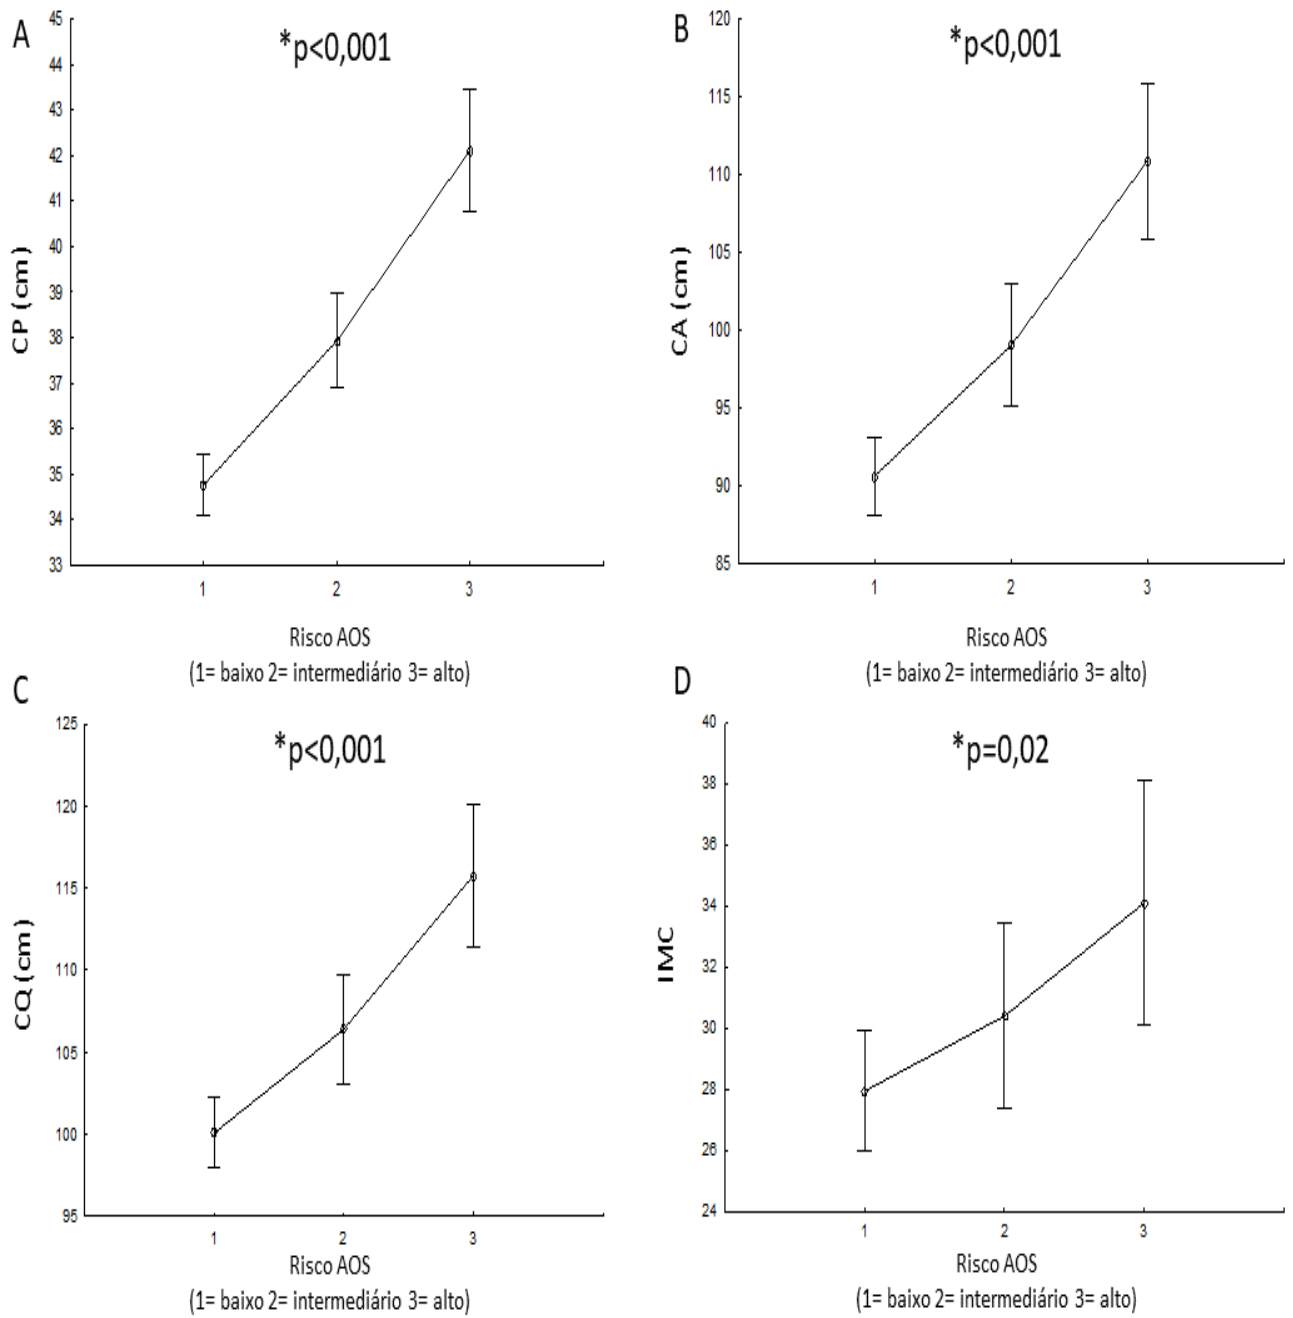 A
*p<0,001
45
44
43
42
41
40
39
38
37
36
35
34
33
CP (cm)
1 2 3
Risco AOS
(1= baixo 2= intermediário 3= alto)
B
*p<0,001
120
115
110
105
100
95
90
85
CA (cm)
1 2 3
Risco AOS
(1= baixo 2= intermediário 3= alto)
C
*p<0,001
125
120
115
110
105
100
95
CQ (cm)
1 2 3
Risco AOS
(1= baixo 2= intermediário 3= alto)
D
*p=0,02
40
38
36
34
32
30
28
26
24
IMC
1 2 3
Risco AOS
(1= baixo 2= intermediário 3= alto)